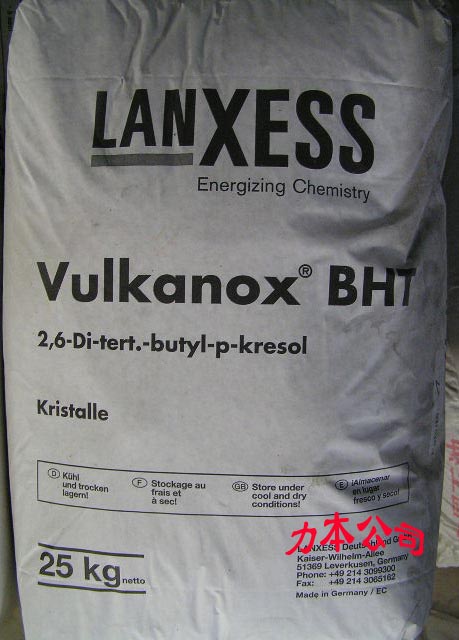 LANXESS
Energizing Chemistry
Vulkanox® BHT
2,6-Di-tert.-butyl-p-kresol
Kristalle
D Kühl
und trocken
lagern!
F Stockage au
frais et
à sec!
GB Store under
cool and dry
conditions!
E ¡Almacenar
en lugar
fresco y seco!
力本公司
25 kg netto
LANXESS Deutschland GmbH
Kaiser-Wilhelm-Allee
51369 Leverkusen, Germany
Phone: +49 214 3099300
Fax: +49 214 3065162
Made in Germany / EC